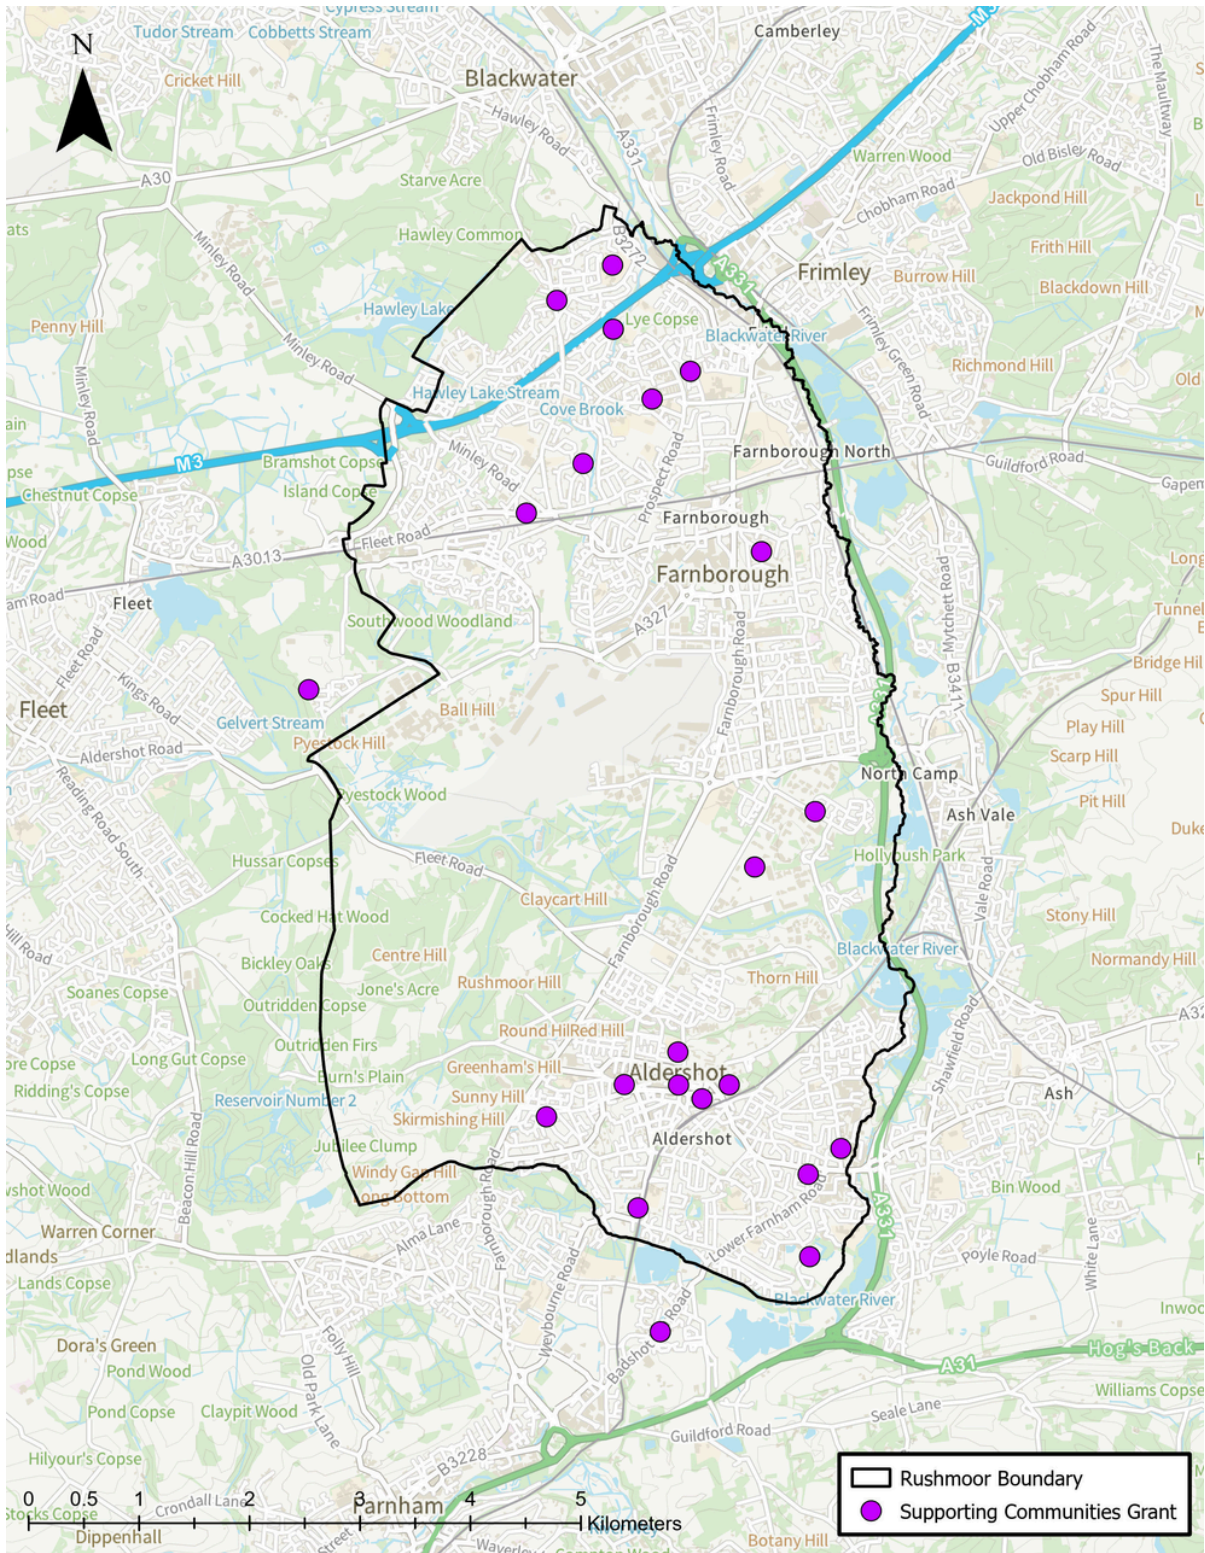 Cypress Stream
Tudor Stream
Cobbetts Stream
M3
Camberley
N
Blackwater
Cricket Hill
The Maultway
Upper Chobham Road
Hawley Road
A331
Frimley Road
Warren Wood
Old Bisley Road
A30
Starve Acre
Chobham Road
Jackpond Hill
Minley Road
Hawley Common
B3272
Frith Hill
A331
Frimley
Burrow Hill
Blackdown Hill
Hawley Lake
Lye Copse
Penny Hill
Blackwater River
Frimley Green Road
Minley Road
Richmond Hill
Minley Road
Old
Hawley Lake Stream
Cove Brook
Minley Road
Prospect Road
Farnborough North
M3
Bramshot Copse
Guildford Road
Chestnut Copse
Island Copse
Wood
Farnborough
Fleet Road
A3013
Farnborough
Fleet
Mytchett Road
Southwood Woodland
A327
Farnborough Road
Fleet Road
Kings Road
B3411
Bridge Hil
Spur Hill
Fleet
Ball Hill
Gelvert Stream
Play Hill
Pyestock Hill
Aldershot Road
Scarp Hill
North Camp
Reading Road South
Pyestock Wood
Pit Hill
Ash Vale
Duke
Hussar Copses
Fleet Road
Hollybush Park
Claycart Hill
Vale Road
Cocked Hat Wood
Stony Hill
Farnborough Road
Hill Road
Centre Hill
Blackwater River
Bickley Oaks
Normandy Hill
Thorn Hill
Soanes Copse
Jone's Acre
Rushmoor Hill
Outridden Copse
Round Hill
Red Hill
Shawfield Road
Outridden Firs
Long Gut Copse
Greenham's Hill
Aldershot
Ridding's Copse
Burn's Plain
Sunny Hill
Reservoir Number 2
Skirmishing Hill
Ash
Jubilee Clump
Aldershot
Beacon Hill Road
Windy Gap Hill
Long Bottom
Bin Wood
Farnborough Road
Lower Farnham Road
A331
Warren Corner
Alma Lane
White Lane
Poyle Road
Lands Copse
Weybourne Road
Blackwater River
Dora's Green
Folly Hill
Badshot Road
Hog's Back
A31
Pond Wood
Old Park Lane
Williams Copse
Pond Copse
Claypit Wood
Seale Lane
Guildford Road
Hilyour's Copse
B3228
Rushmoor Boundary
0 0.5 1 2 3 4 5
Crondall Lane
Farnham
Supporting Communities Grant
Kilometers
Dippenhall
Botany Hill